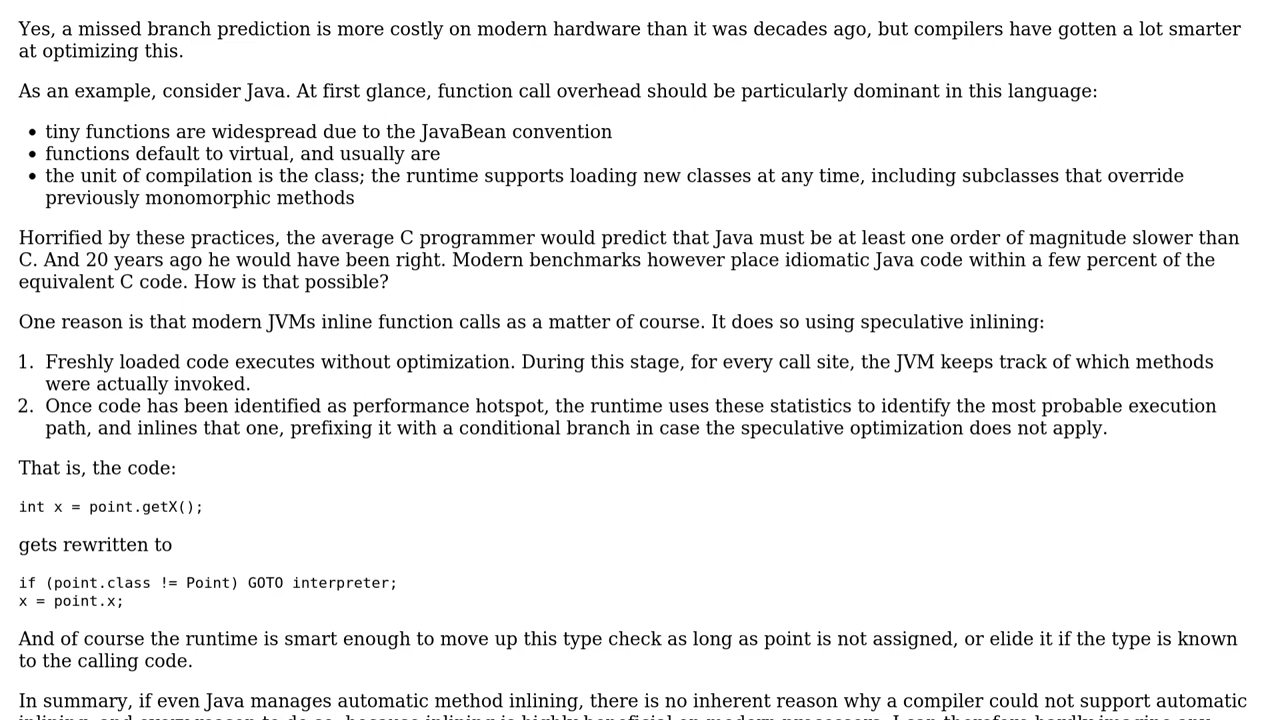 Yes, a missed branch prediction is more costly on modern hardware than it was decades ago, but compilers have gotten a lot smarter
at optimizing this.
As an example, consider Java. At first glance, function call overhead should be particularly dominant in this language:
• tiny functions are widespread due to the JavaBean convention
• functions default to virtual, and usually are
• the unit of compilation is the class; the runtime supports loading new classes at any time, including subclasses that override
previously monomorphic methods
Horrified by these practices, the average C programmer would predict that Java must be at least one order of magnitude slower than
C. And 20 years ago he would have been right. Modern benchmarks however place idiomatic Java code within a few percent of the
equivalent C code. How is that possible?
One reason is that modern JVMs inline function calls as a matter of course. It does so using speculative inlining:
1. Freshly loaded code executes without optimization. During this stage, for every call site, the JVM keeps track of which methods
were actually invoked.
2. Once code has been identified as performance hotspot, the runtime uses these statistics to identify the most probable execution
path, and inlines that one, prefixing it with a conditional branch in case the speculative optimization does not apply.
That is, the code:
int x = point.getX();
gets rewritten to
if (point.class != Point) GOTO interpreter;
x = point.x;
And of course the runtime is smart enough to move up this type check as long as point is not assigned, or elide it if the type is known
to the calling code.
In summary, if even Java manages automatic method inlining, there is no inherent reason why a compiler could not support automatic